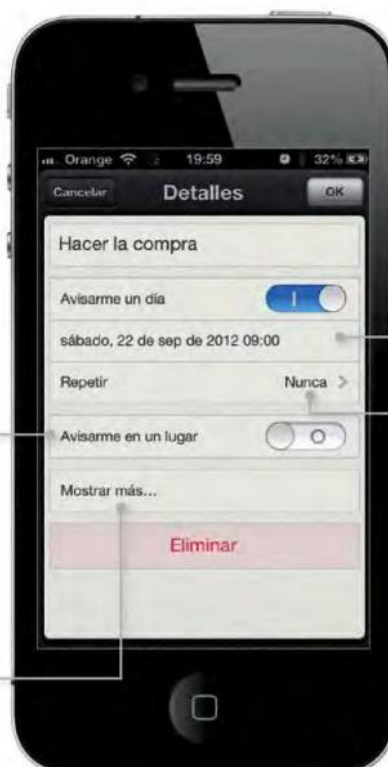 Orange 19:59 32%
Cancelar Detalles OK
Hacer la compra
Avisarme un día I
sábado, 22 de sep de 2012 09:00
Repetir Nunca >
Avisarme en un lugar O
Mostrar más...
Eliminar